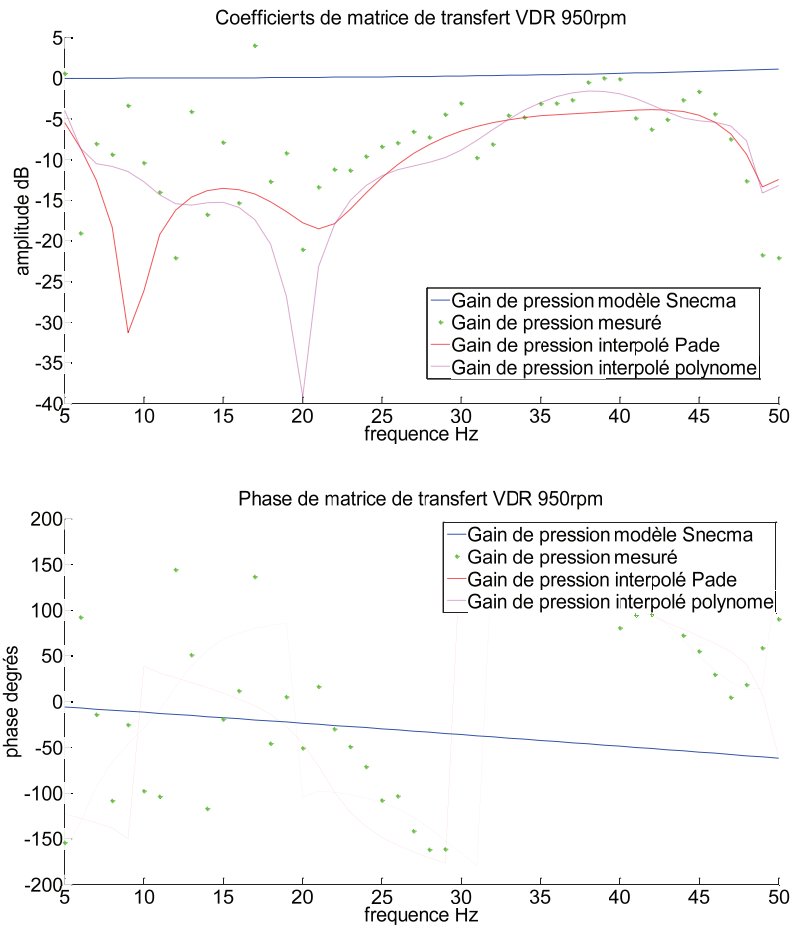 Coefficierts de matrice de transfert VDR 950rpm
amplitude dB
5
0
-5
-10
-15
-20
-25
-30
-35
-40
Gain de pression modèle Snecma
Gain de pression mesuré
Gain de pression interpolé Pade
Gain de pression interpolé polynome
5 10 15 20 25 30 35 40 45 50
frequence Hz
Phase de matrice de transfert VDR 950rpm
phase degrés
200
150
100
50
0
-50
-100
-150
-200
Gain de pression modèle Snecma
Gain de pression mesuré
Gain de pression interpolé Pade
Gain de pression interpolé polynome
5 10 15 20 25 30 35 40 45 50
frequence Hz